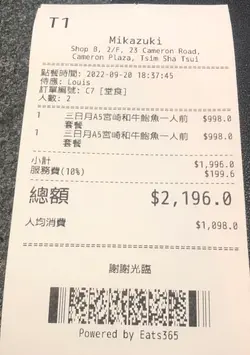 T1
Mikazuki
Shop B, 2/F, 23 Cameron Road,
Cameron Plaza, Tsim Sha Tsui
點餐時間: 2022-09-20 18:37:45
侍應: Louis
訂單編號: C7 [堂食]
人數: 2
1 三日月A5宮崎和牛鮑魚一人前 $998.0
套餐
1 三日月A5宮崎和牛鮑魚一人前 $998.0
套餐
小計 $1,996.0
服務費(10%) $199.6
總額 $2,196.0
人均消費 $1,098.0
謝謝光臨
Powered by Eats365